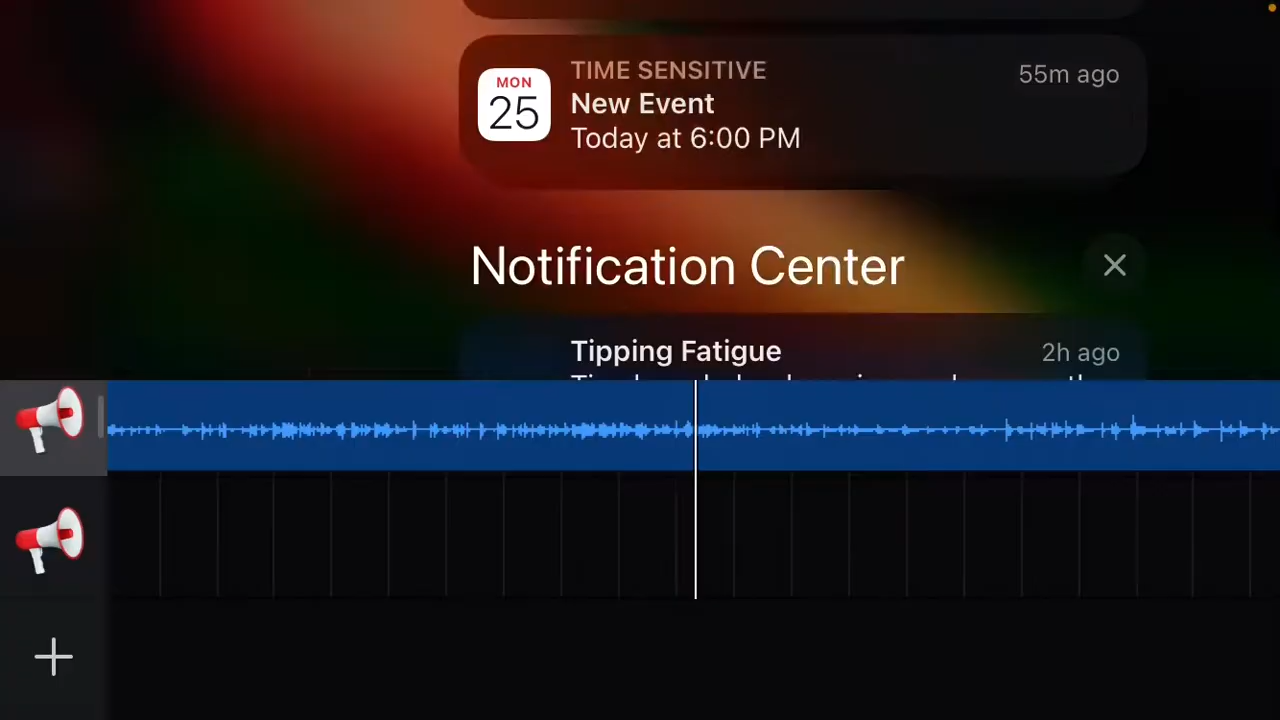 TIME SENSITIVE
55m ago
MON
25
New Event
Today at 6:00 PM
Notification Center
Tipping Fatigue
2h ago